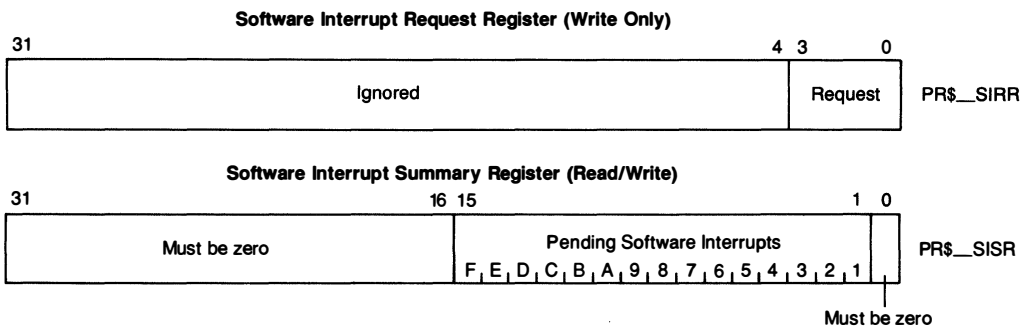 Software Interrupt Request Register (Write Only)
31 4 3 0
Ignored Request PR$__SIRR
Software Interrupt Summary Register (Read/Write)
31 16 15 1 0
Must be zero Pending Software Interrupts PR$__SISR
F E D C B A 9 8 7 6 5 4 3 2 1
Must be zero